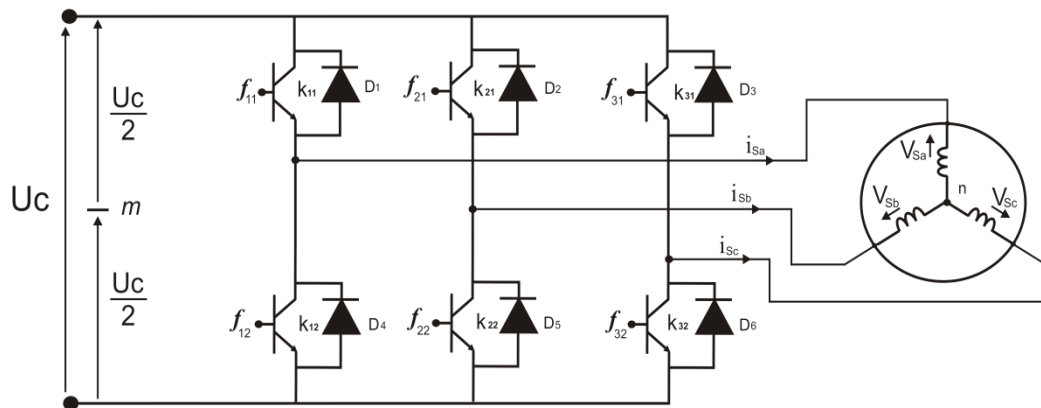 Uc
Uc
2
m
Uc
2
f11
k11
D1
f21
k21
D2
f31
k31
D3
iSa
iSb
iSc
VSa
VSb
VSc
n
f12
k12
D4
f22
k22
D5
f32
k32
D6